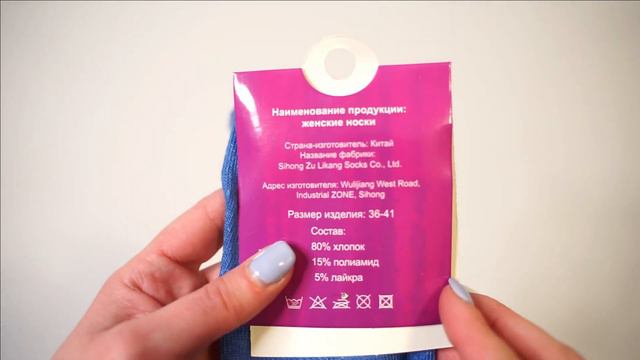 Наименование продукции:
женские носки
Страна-изготовитель: Китай
Название фабрики:
Sihong Zu Likang Socks Co., Ltd.
Адрес изготовителя: Wulijiang West Road,
Industrial ZONE, Sihong
Размер изделия: 36-41
Состав:
80% хлопок
15% полиамид
5% лайкра